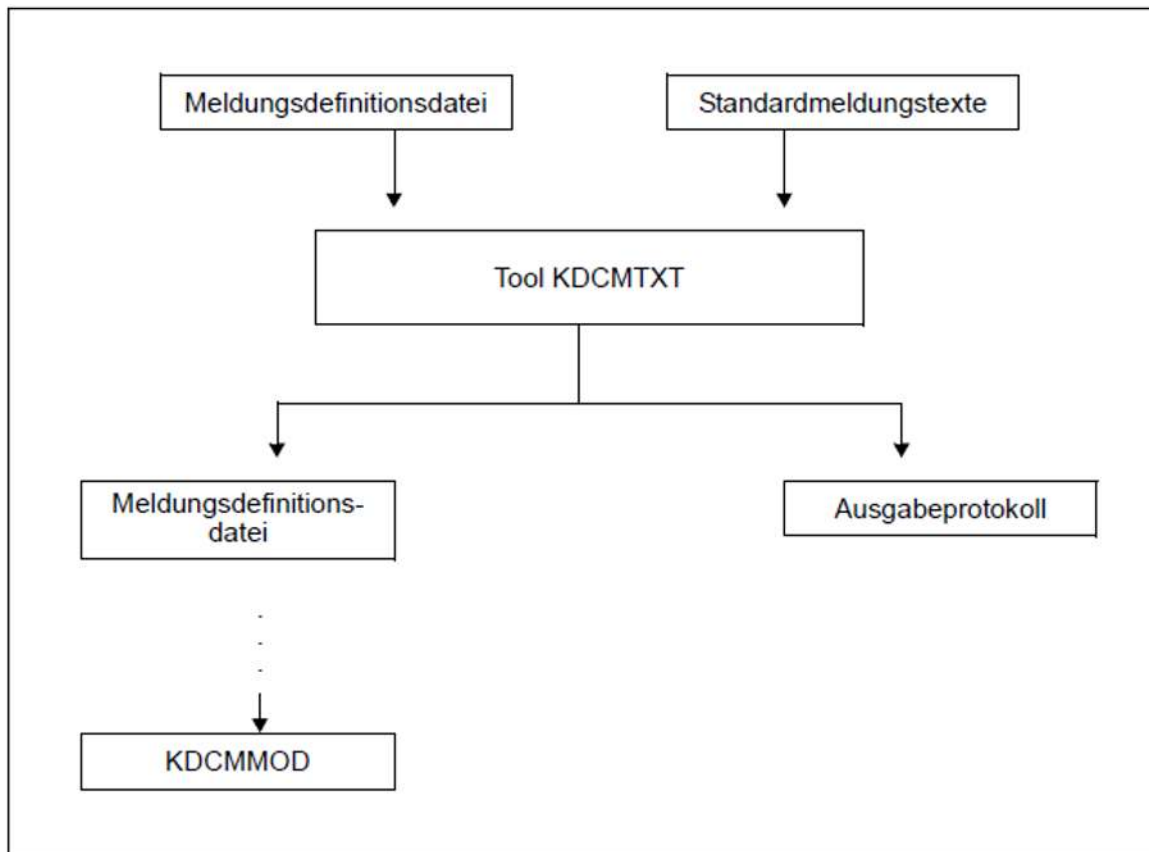 Meldungsdefinitionsdatei
Standardmeldungstexte
Tool KDCMTXT
Meldungsdefinitions-
datei
Ausgabeprotokoll
KDCMMOD